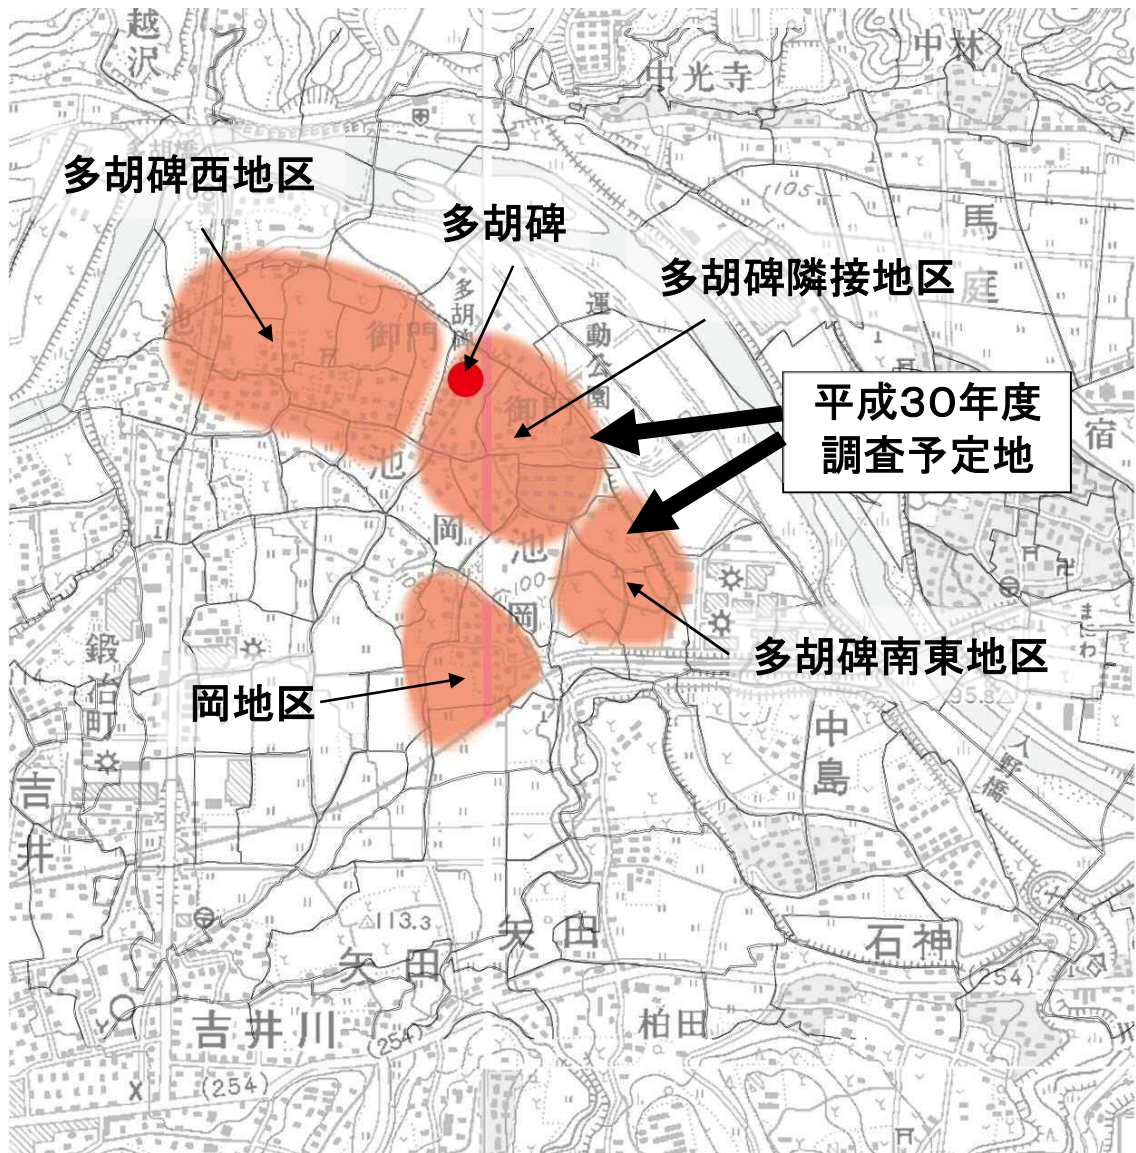 越沢
中光寺
中林
多胡橋
多胡碑西地区
多胡碑
多胡碑隣接地区
(105)
馬庭
多胡碑
運動公園
池
御門
御門
平成30年度
調査予定地
宿
池
岡
池
100
岡
多胡碑南東地区
岡地区
鍛冶町
95.8
中島
入野橋
吉井
113.3
矢田
矢田
石神
(254)
吉井川
柏田
(254)
(254)